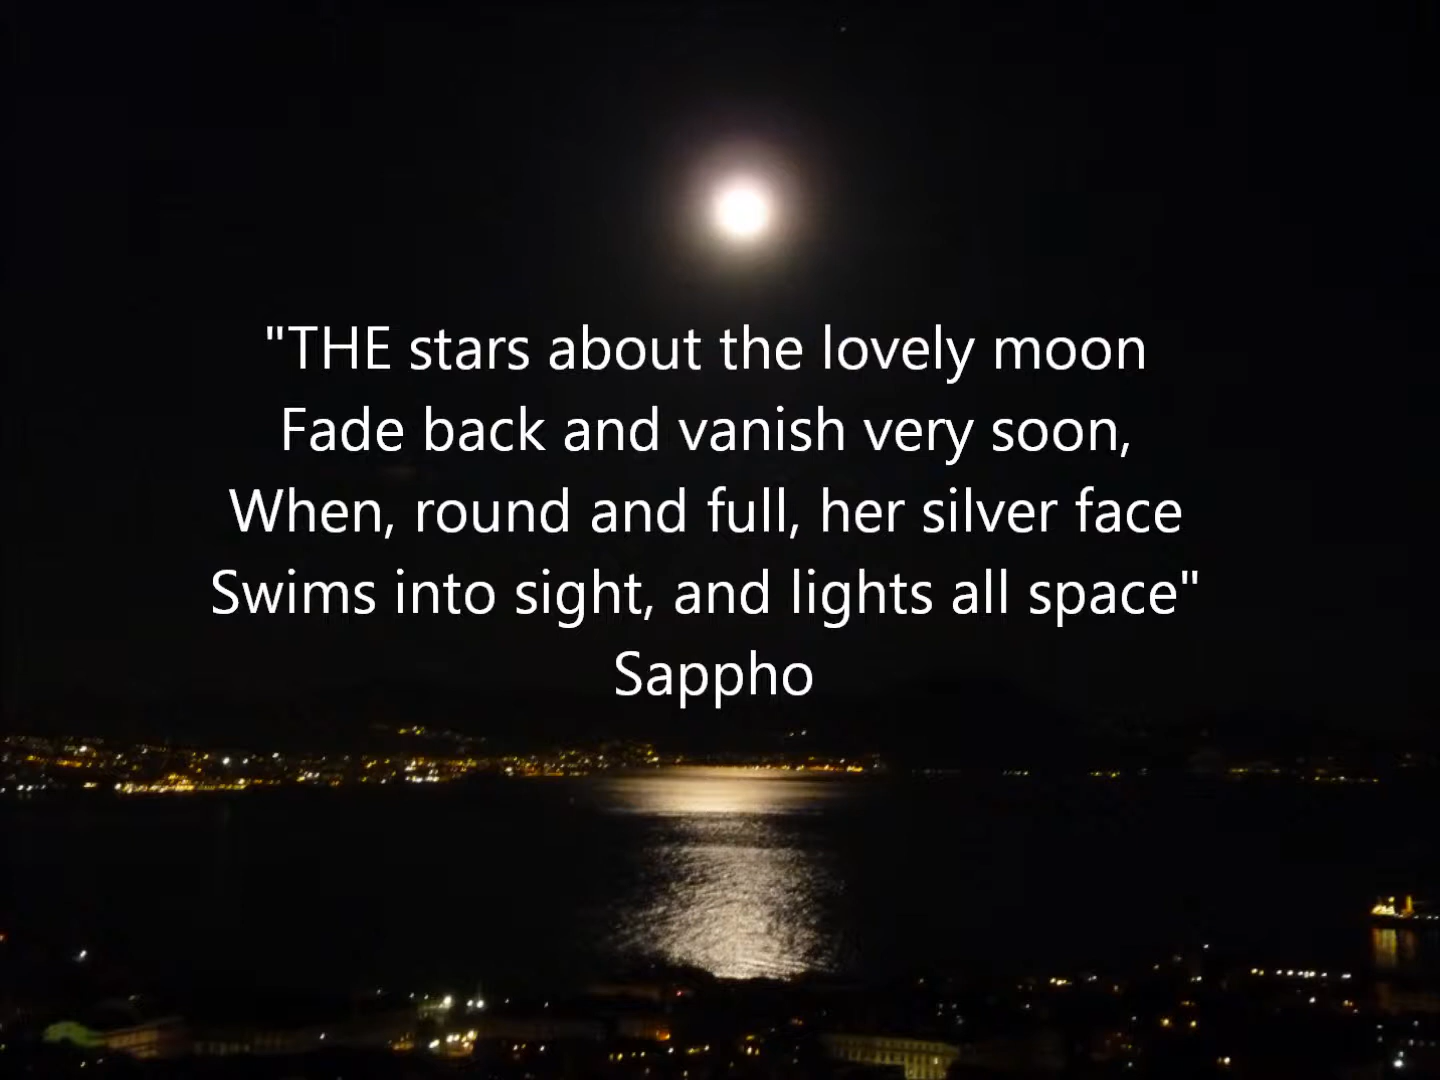 "THE stars about the lovely moon
Fade back and vanish very soon,
When, round and full, her silver face
Swims into sight, and lights all space"
Sappho